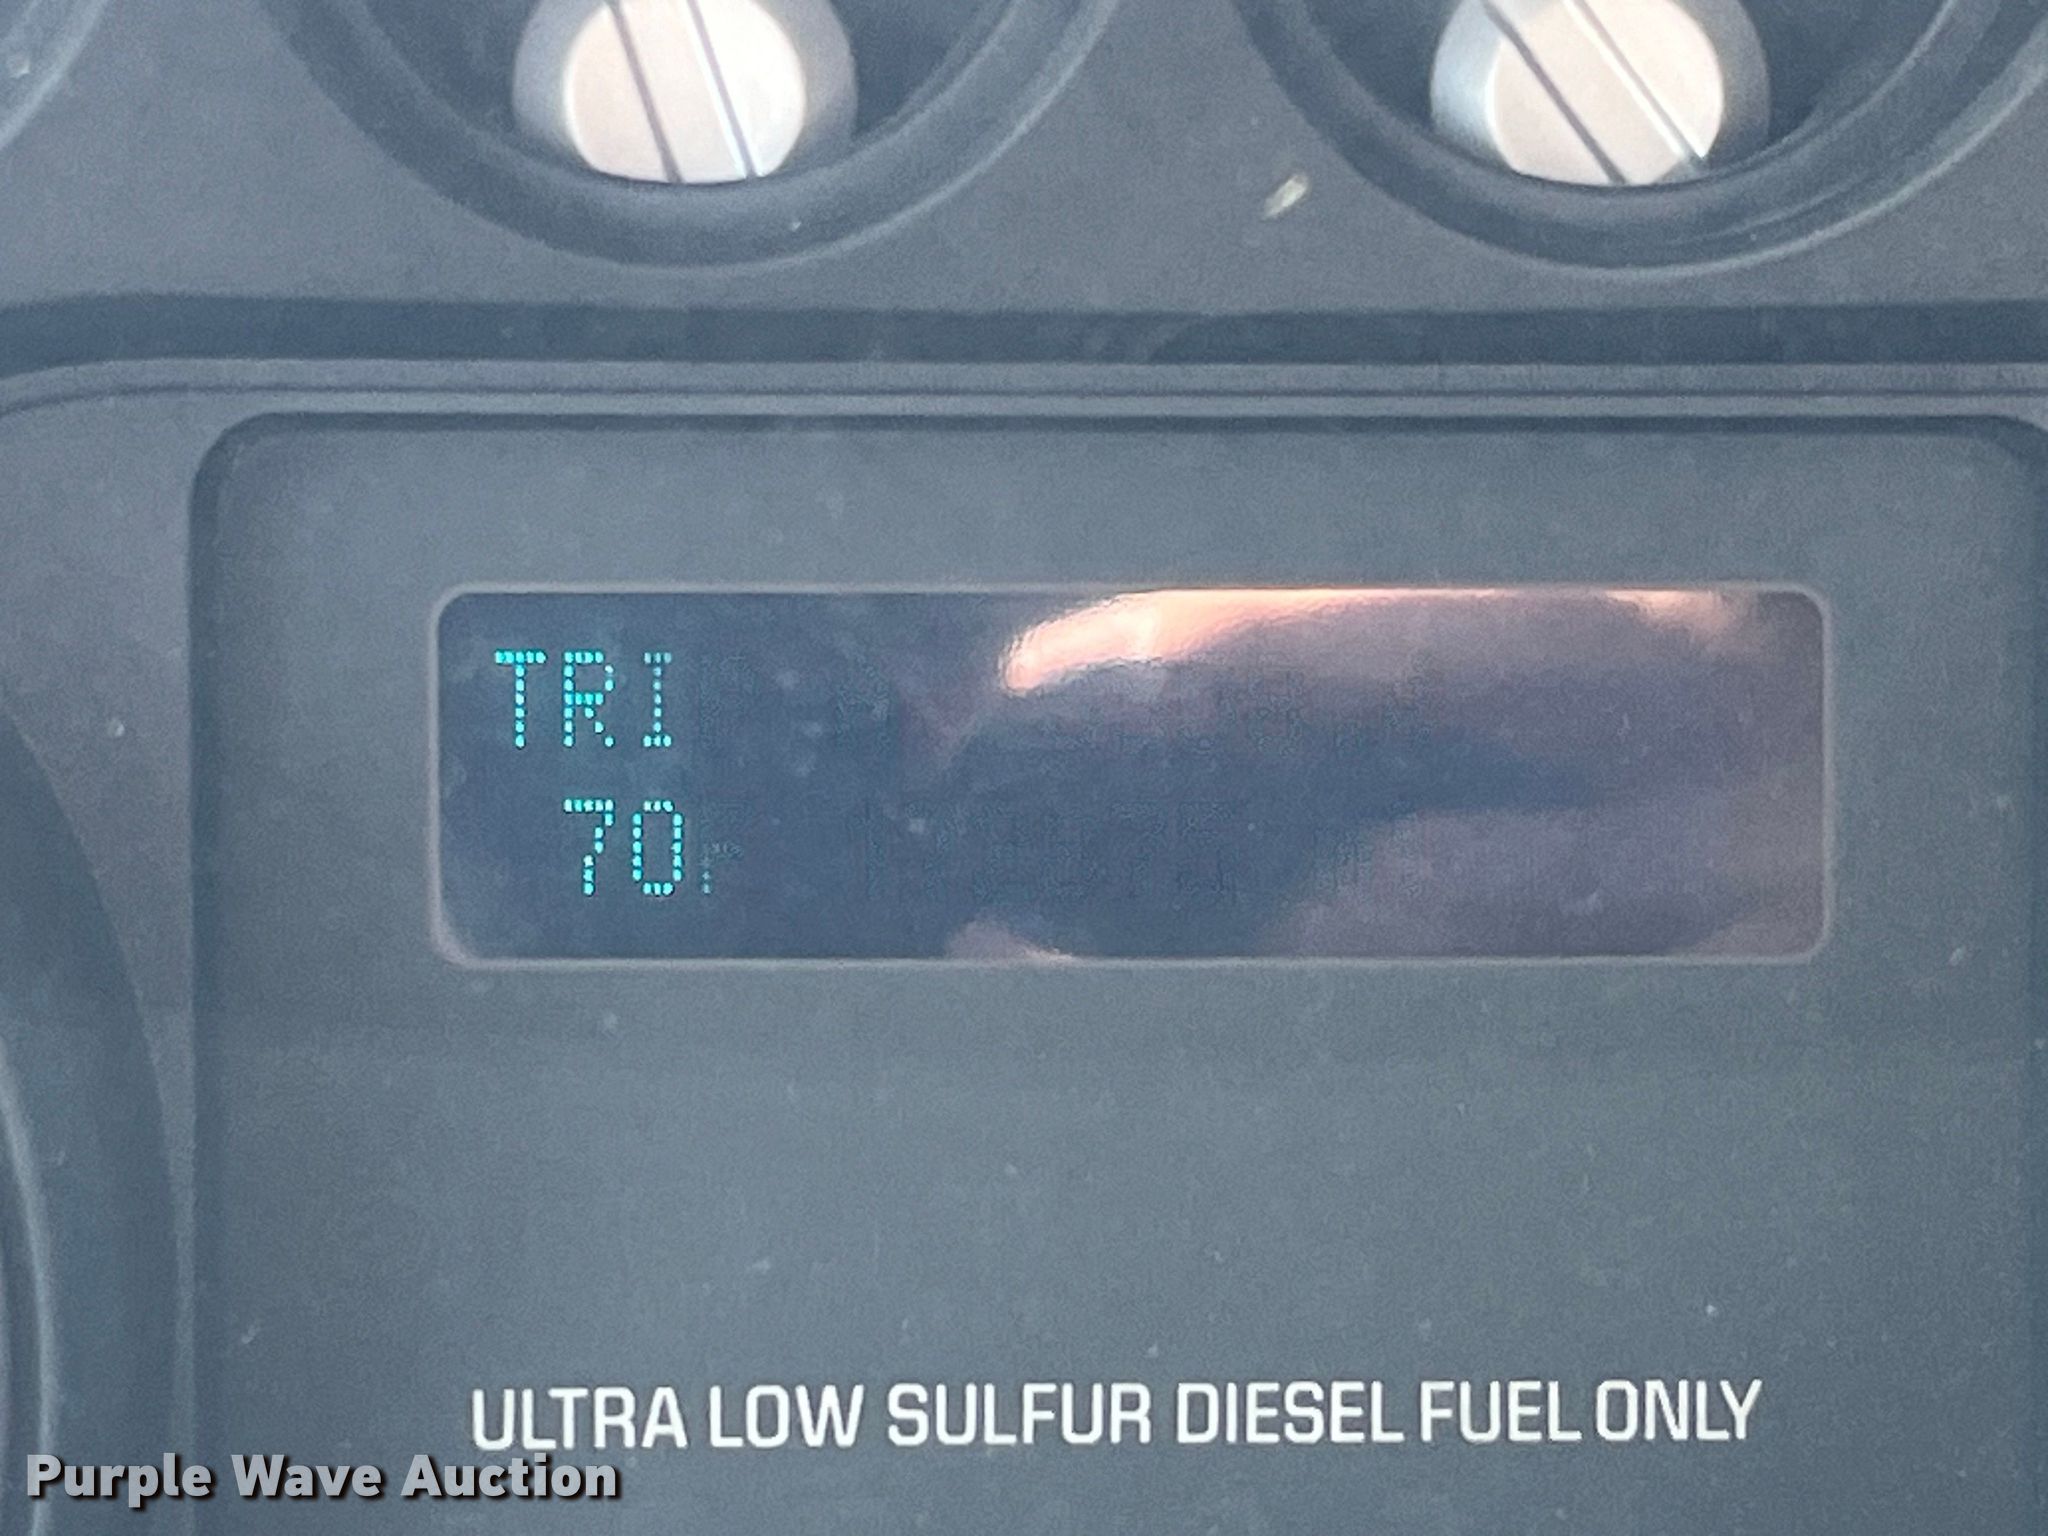 TRI
70
ULTRA LOW SULFUR DIESEL FUEL ONLY
Purple Wave Auction